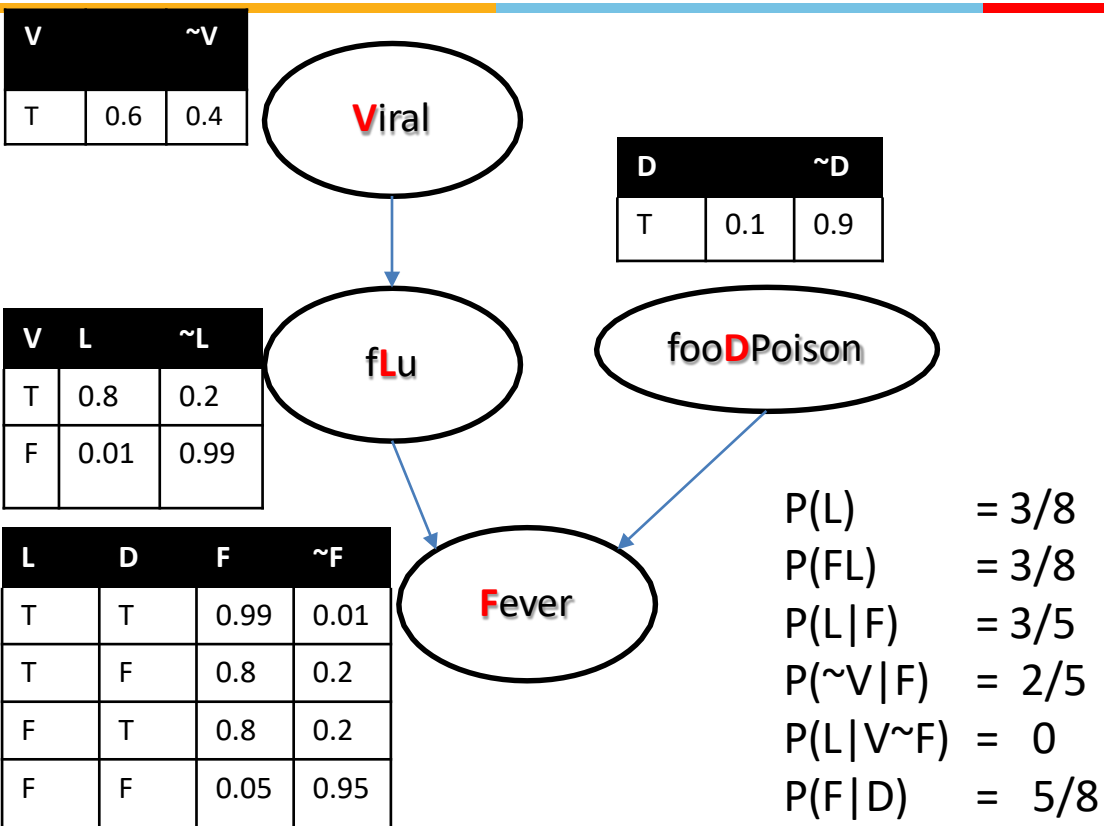 V ~V
T 0.6 0.4
Viral
D ~D
T 0.1 0.9
V L ~L
T 0.8 0.2
F 0.01 0.99
fLu
fooDPoison
L D F ~F
T T 0.99 0.01
T F 0.8 0.2
F T 0.8 0.2
F F 0.05 0.95
Fever
P(L) = 3/8
P(FL) = 3/8
P(L|F) = 3/5
P(~V|F) = 2/5
P(L|V~F) = 0
P(F|D) = 5/8